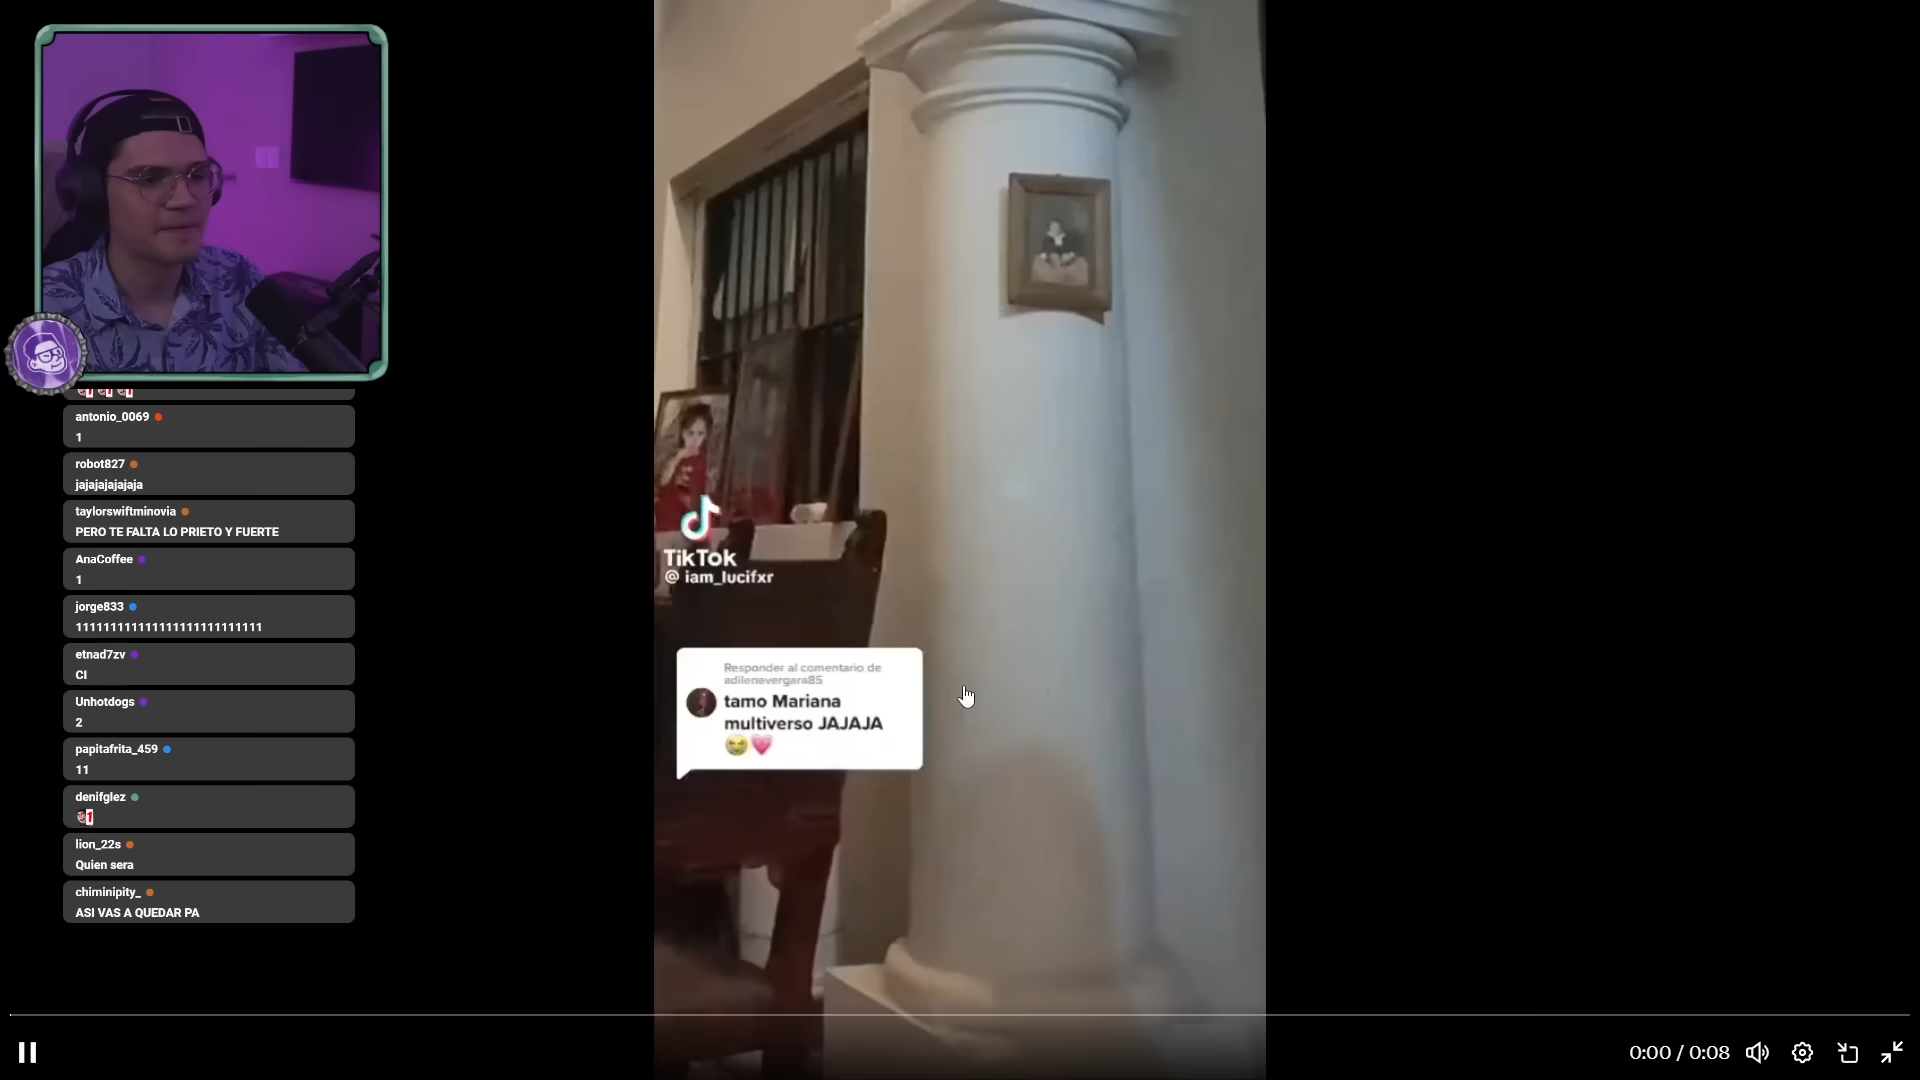 antonio_0069
1
robot827
jajajajajajaja
taylorswiftminovia
PERO TE FALTA LO PRIETO Y FUERTE
AnaCoffee
1
jorge833
111111111111111111111111111
etnad7zv
CI
Unhotdogs
2
papitafrita_459
11
denifglez
1
lion_22s
Quien sera
chiminipity_
ASI VAS A QUEDAR PA
TikTok
@ iam_lucifxr
Responder al comentario de
adilenevergara85
tamo Mariana
multiverso JAJAJA
😭💗
0:00 / 0:08